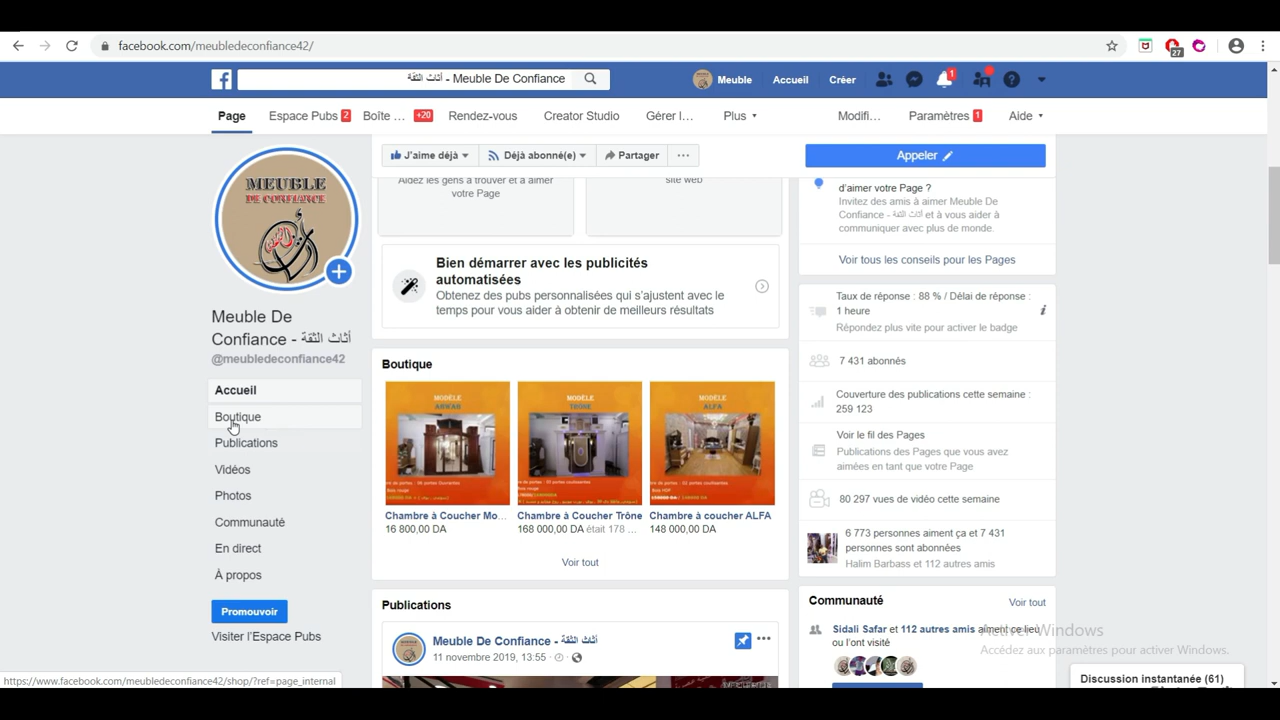 facebook.com/meubledeconfiance42/
27
Meuble De Confiance - أثاث الثقة
Meuble
Accueil
Créer
1
Page
Espace Pubs 2
Boîte ... +20
Rendez-vous
Creator Studio
Gérer l...
Plus
Modifi...
Paramètres 1
Aide
J'aime déjà
Déjà abonné(e)
Partager
...
Appeler
MEUBLE
DE CONFIANCE
Meuble De
Confiance - أثاث الثقة
@meubledeconfiance42
Accueil
Boutique
Publications
Vidéos
Photos
Communauté
En direct
À propos
Promouvoir
Visiter l'Espace Pubs
Aidez les gens à trouver et à aimer
votre Page
site web
Bien démarrer avec les publicités
automatisées
Obtenez des pubs personnalisées qui s'ajustent avec le
temps pour vous aider à obtenir de meilleurs résultats
Boutique
MODÈLE
MODÈLE
TRÔNE
MODÈLE
ALFA
Chambre à Coucher Mo...
16 800,00 DA
Chambre à Coucher Trône
168 000,00 DA était 178 ...
Chambre à coucher ALFA
148 000,00 DA
Voir tout
Publications
Meuble De Confiance - أثاث الثقة
11 novembre 2019, 13:55
d'aimer votre Page ?
Invitez des amis à aimer Meuble De
Confiance - أثاث الثقة et à vous aider à
communiquer avec plus de monde.
Voir tous les conseils pour les Pages
Taux de réponse : 88 % / Délai de réponse :
1 heure
Répondez plus vite pour activer le badge
7 431 abonnés
Couverture des publications cette semaine :
259 123
Voir le fil des Pages
Publications des Pages que vous avez
aimées en tant que votre Page
80 297 vues de vidéo cette semaine
6 773 personnes aiment ça et 7 431
personnes sont abonnées
Halim Barbass et 112 autres amis
Communauté
Voir tout
Sidali Safar et 112 autres amis aiment ce lieu
ou l'ont visité
Activer Windows
Accédez aux paramètres pour activer Windows.
Discussion instantanée (61)
https://www.facebook.com/meubledeconfiance42/shop/?ref=page_internal